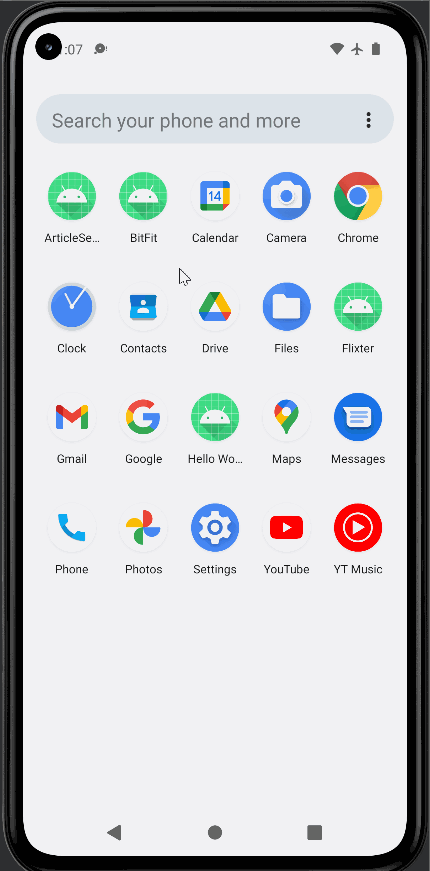 :07
Search your phone and more
ArticleSe... BitFit Calendar Camera Chrome
14
Clock Contacts Drive Files Flixter
Gmail Google Hello Wo... Maps Messages
Phone Photos Settings YouTube YT Music